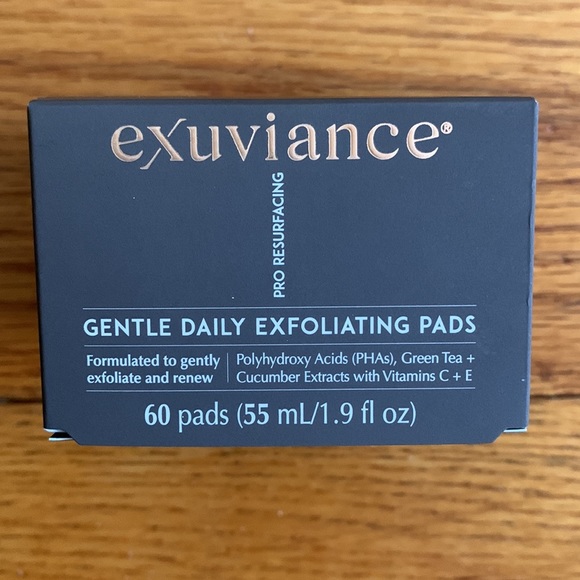 exuviance®
PRO RESURFACING
GENTLE DAILY EXFOLIATING PADS
Formulated to gently
exfoliate and renew
Polyhydroxy Acids (PHAs), Green Tea +
Cucumber Extracts with Vitamins C + E
60 pads (55 mL/1.9 fl oz)